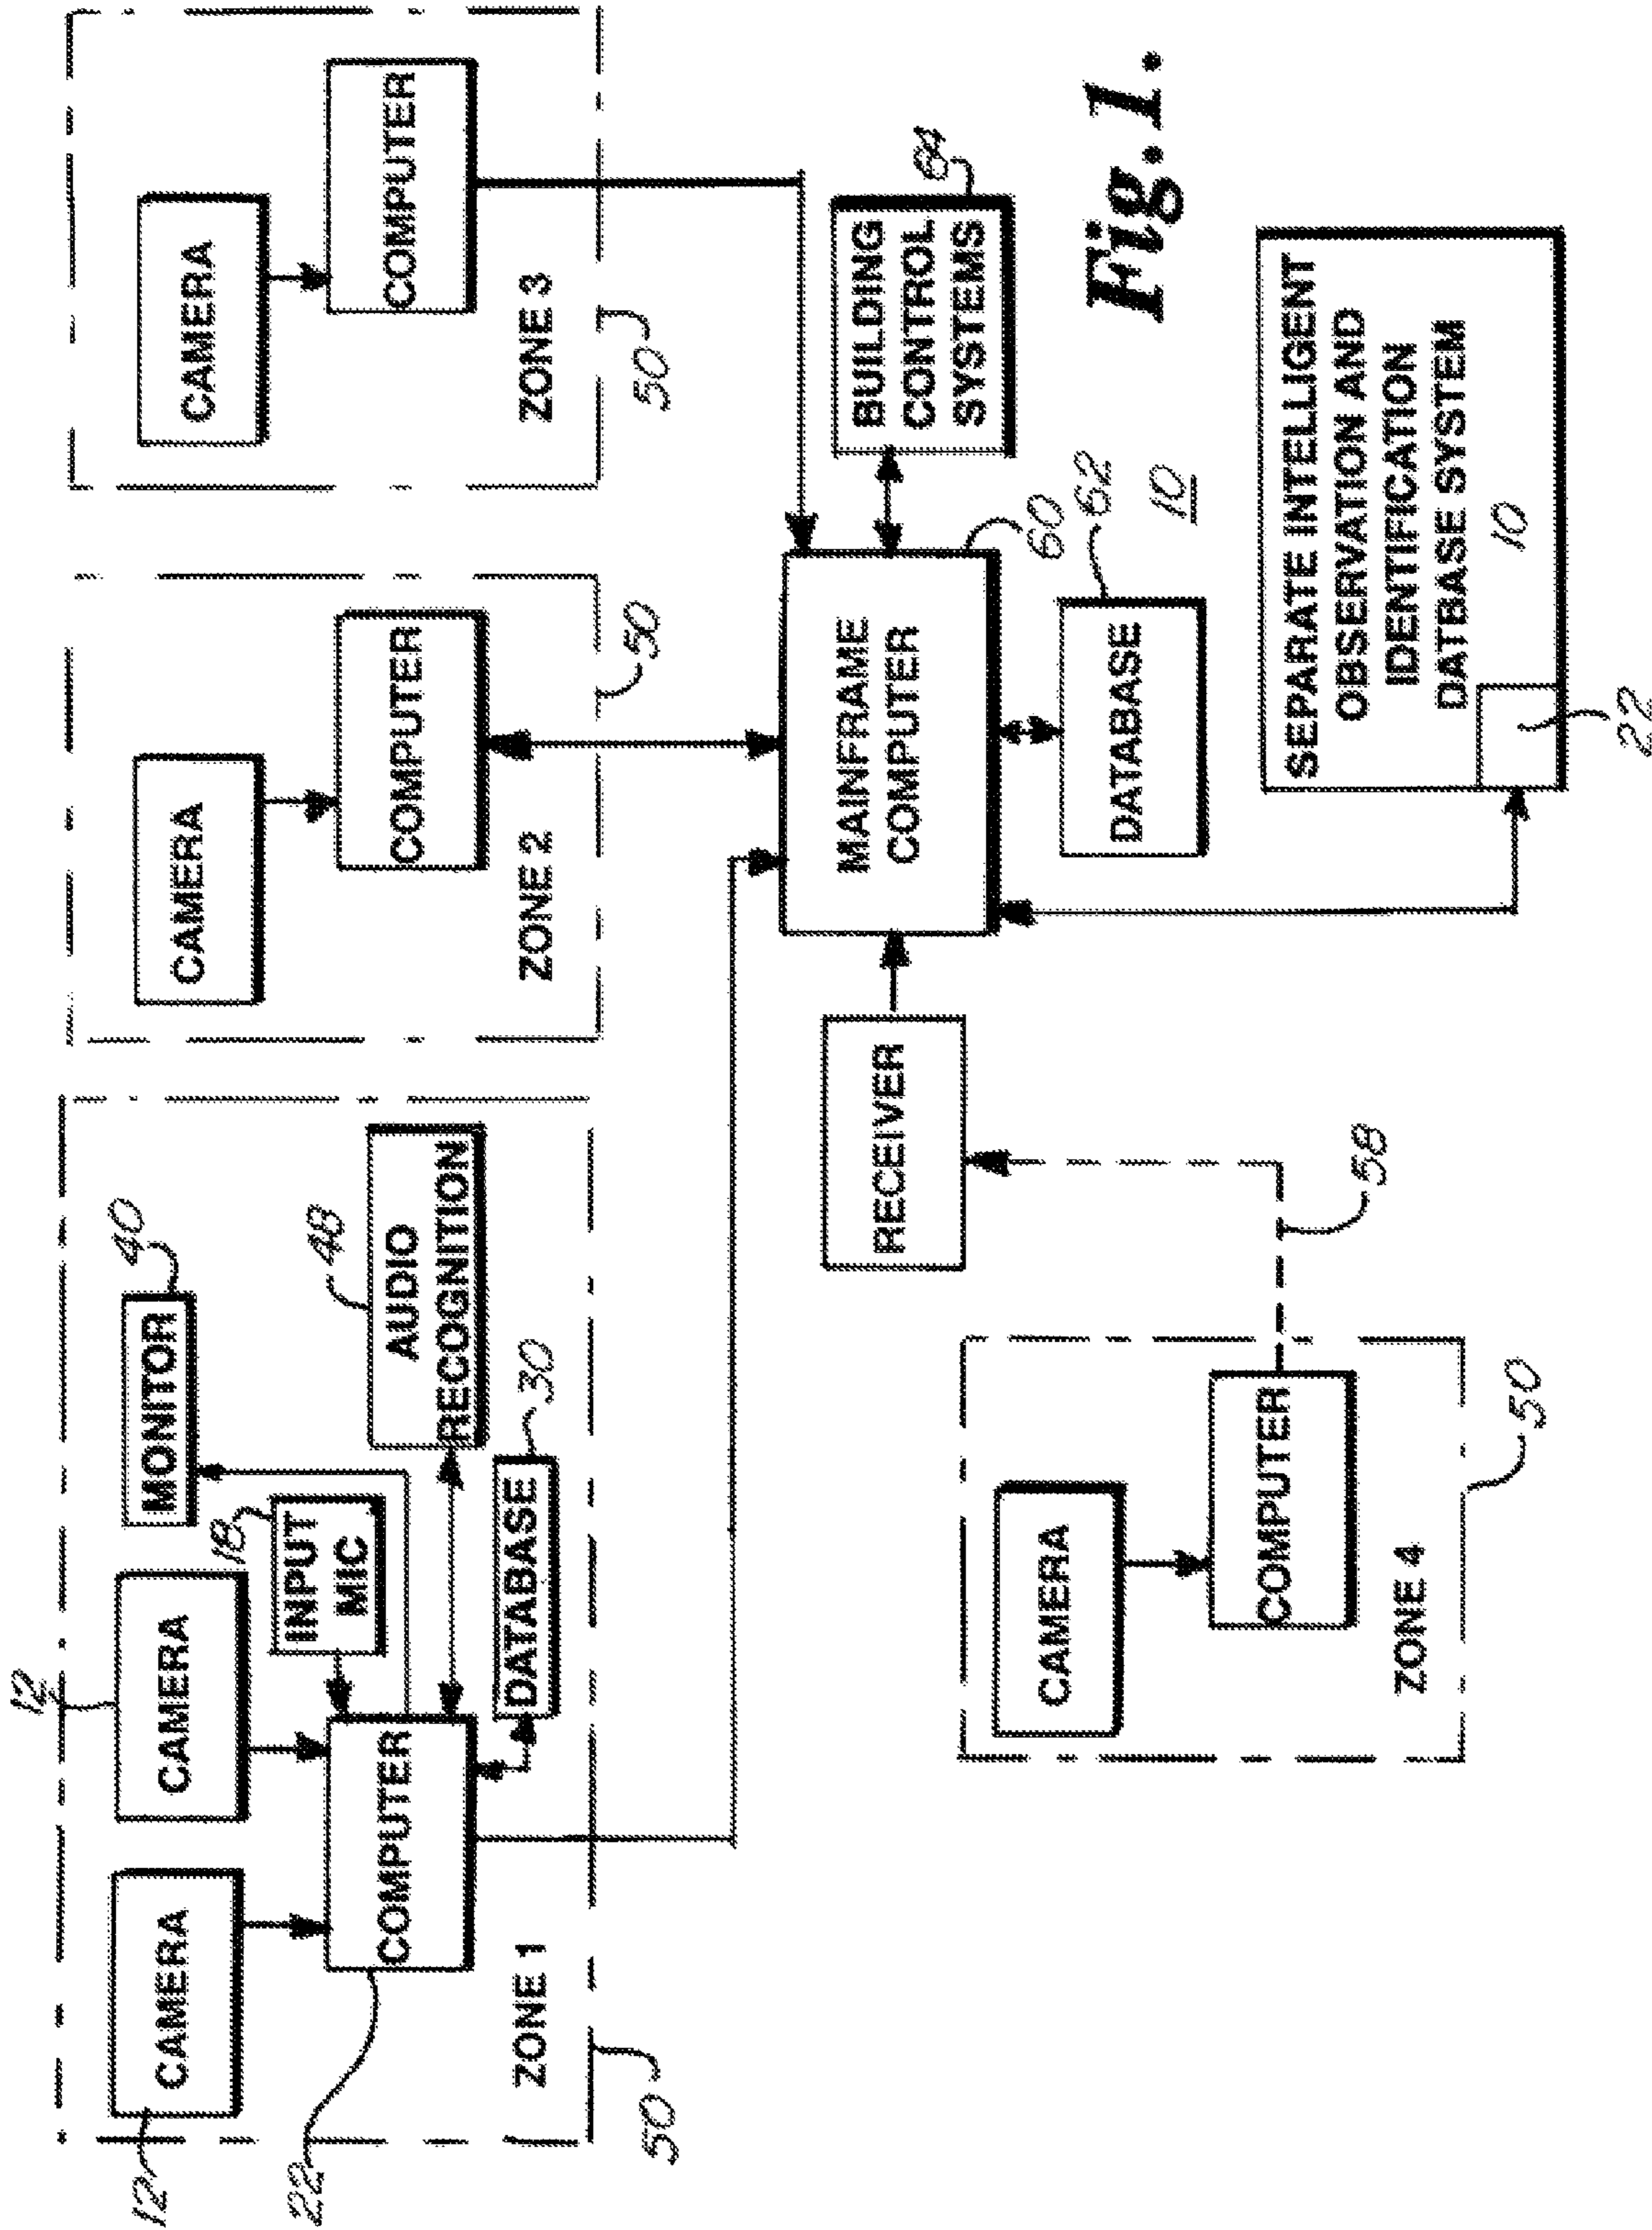 12
CAMERA
12
CAMERA
40
MONITOR
18
INPUT
MIC
48
AUDIO
RECOGNITION
22
COMPUTER
30
DATABASE
ZONE 1
50
CAMERA
COMPUTER
ZONE 2
50
CAMERA
COMPUTER
ZONE 3
50
RECEIVER
MAINFRAME
COMPUTER
60
BUILDING
CONTROL
SYSTEMS
64
DATABASE
62
10
Fig.1.
CAMERA
COMPUTER
ZONE 4
50
58
SEPARATE INTELLIGENT
OBSERVATION AND
IDENTIFICATION
DATBASE SYSTEM
10
22